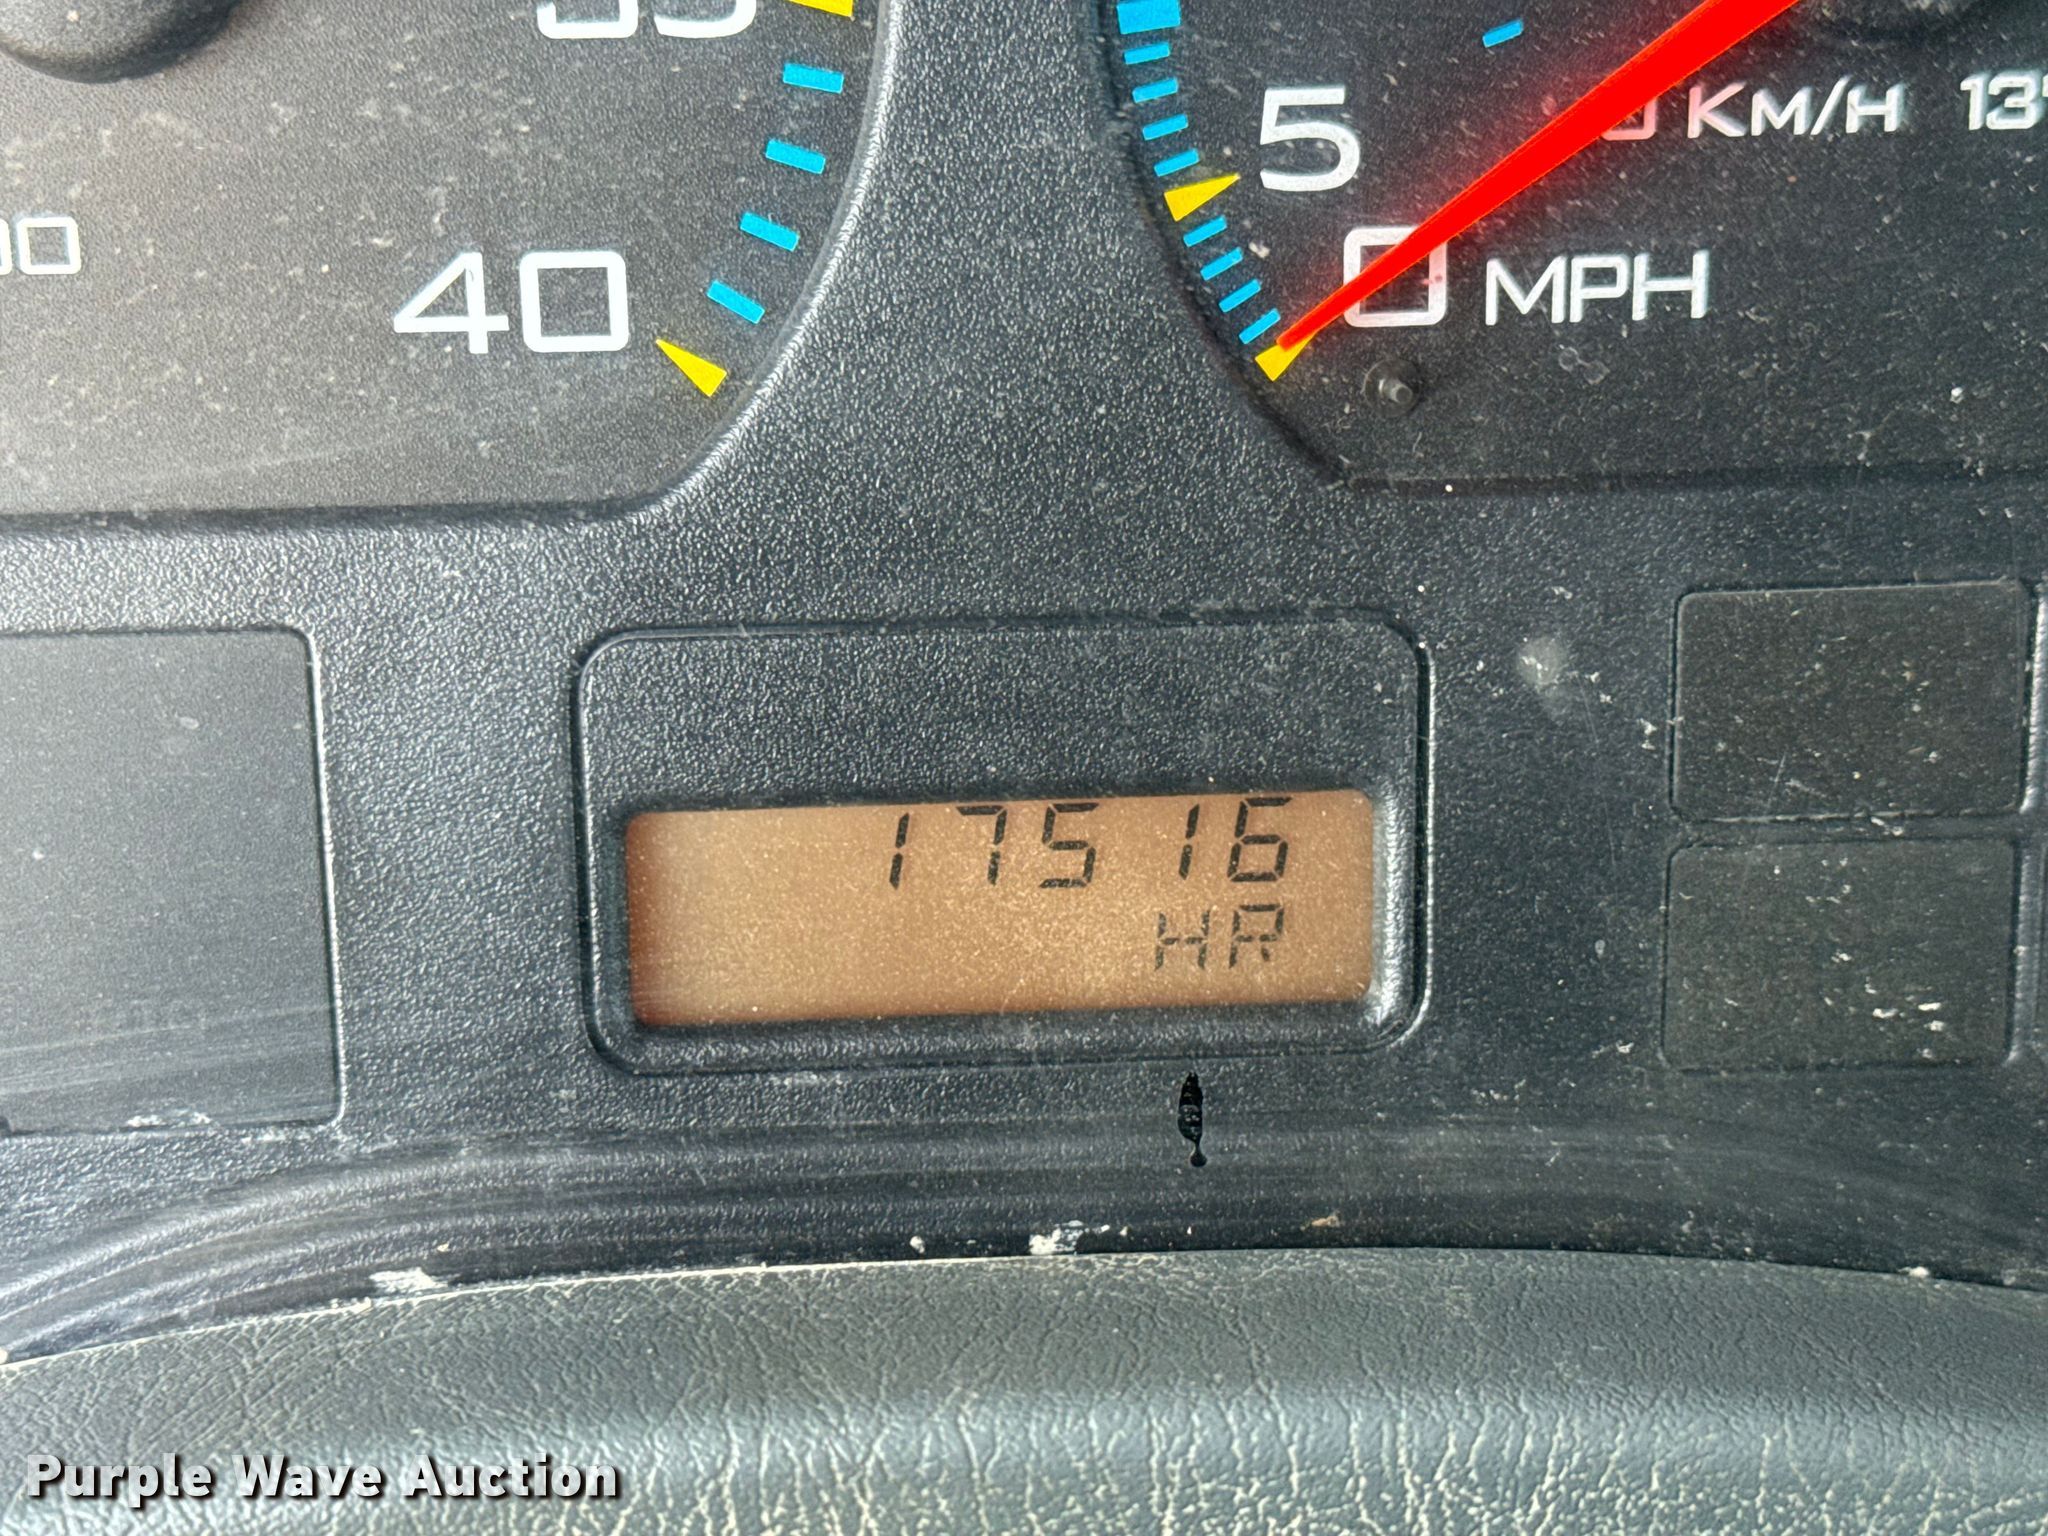 40
5
KM/H
0 MPH
17516
HR
Purple Wave Auction